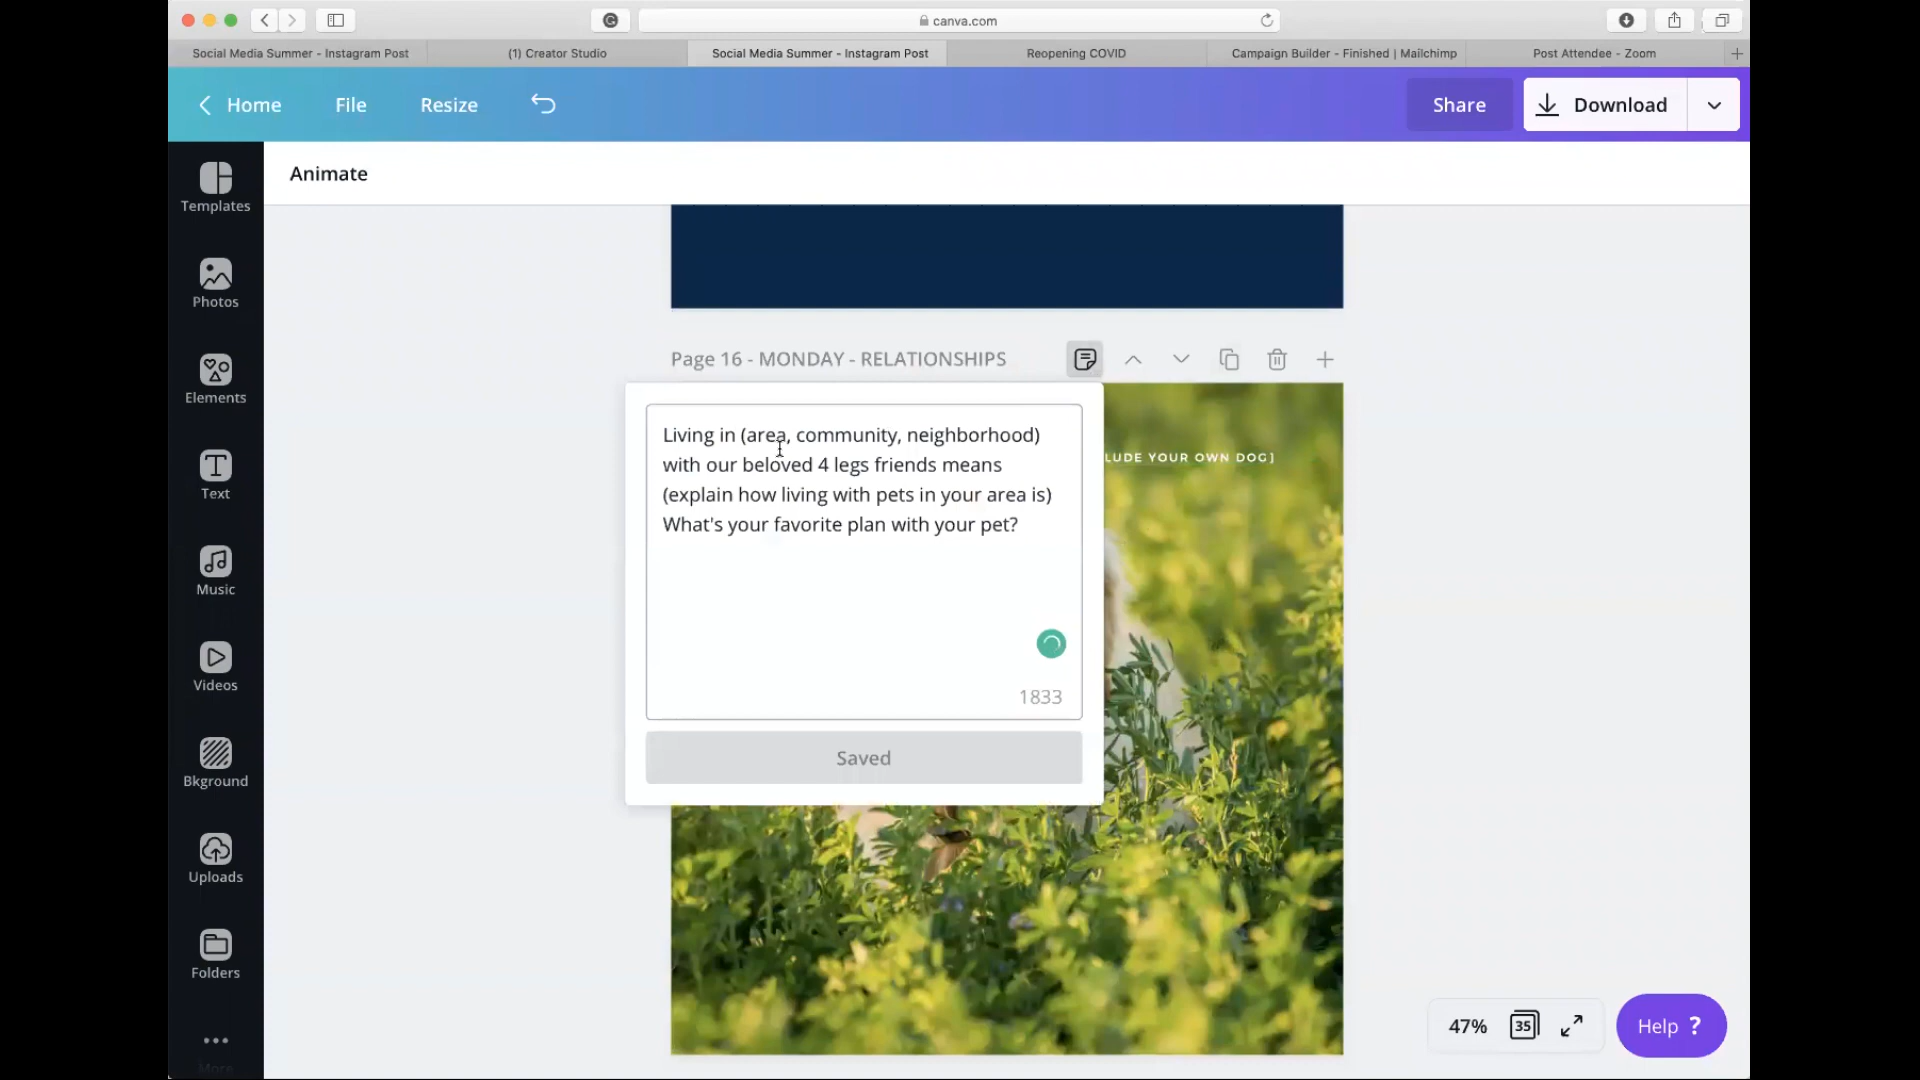 canva.com
Social Media Summer - Instagram Post
(1) Creator Studio
Social Media Summer - Instagram Post
Reopening COVID
Campaign Builder - Finished | Mailchimp
Post Attendee - Zoom
Home
File
Resize
Share
Download
Animate
Templates
Photos
Elements
Text
Music
Videos
Bkground
Uploads
Folders
More
Page 16 - MONDAY - RELATIONSHIPS
LUDE YOUR OWN DOG]
Living in (area, community, neighborhood)
with our beloved 4 legs friends means
(explain how living with pets in your area is)
What's your favorite plan with your pet?
1833
Saved
47%
35
Help ?